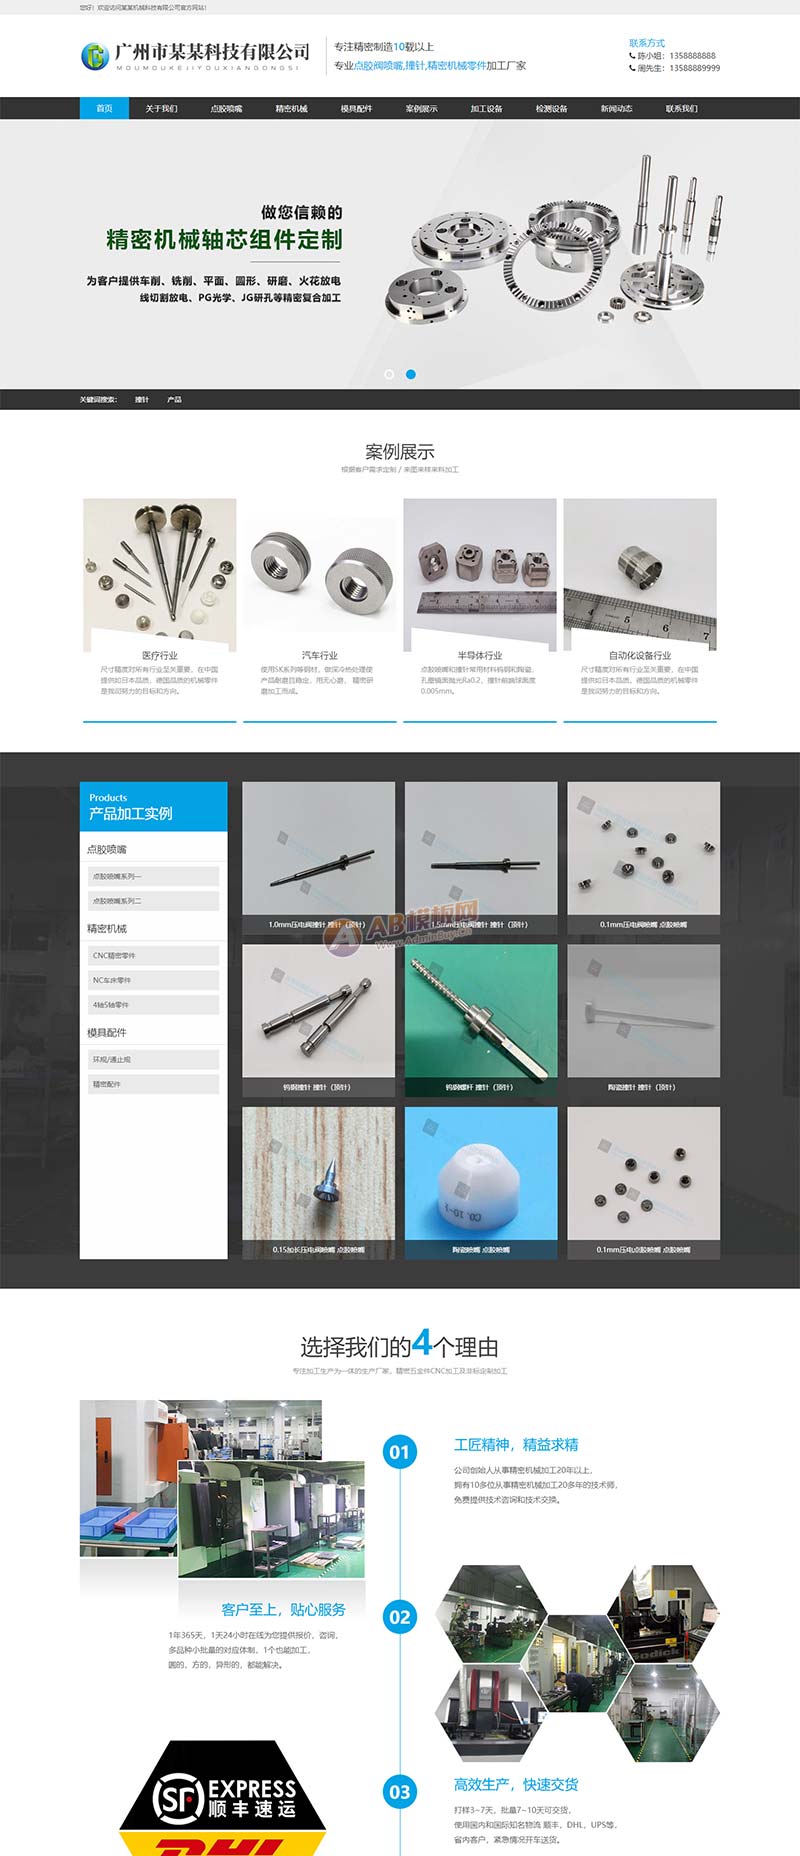 您好！欢迎访问某某机械科技有限公司官方网站！
广州市某某科技有限公司
MOUMOUKEJIYOUXIANGONGSI
专注精密制造10载以上
专业点胶阀喷嘴,撞针,精密机械零件加工厂家
联系方式
陈小姐：1358888888
阁先生：13588889999
首页 关于我们 点胶喷嘴 精密机械 模具配件 案例展示 加工设备 检测设备 新闻动态 联系我们
做您信赖的
精密机械轴芯组件定制
为客户提供车削、铣削、平面、圆形、研磨、火花放电
线切割放电、PG光学、JG研孔等精密复合加工
关键词搜索： 撞针 产品
案例展示
根据客户需求定制 / 来图来样来料加工
医疗行业
尺寸精度对所有行业至关重要，在中国
提供如日本品质，德国品质的机械零件
是我司努力的目标和方向。
汽车行业
使用SK系列等钢材，做深冷热处理使
产品耐磨且稳定，用无心磨，精密研
磨加工而成。
半导体行业
点胶喷嘴和撞针常用材料钨钢和陶瓷，
孔壁镜面抛光Ra0.2，撞针前端球面度
0.005mm。
自动化设备行业
尺寸精度对所有行业至关重要，在中国
提供如日本品质，德国品质的机械零件
是我司努力的目标和方向。
Products
产品加工实例
点胶喷嘴
点胶喷嘴系列一
点胶喷嘴系列二
精密机械
CNC精密零件
NC车床零件
4轴5轴零件
模具配件
环规/通止规
精密配件
1.0mm压电阀撞针 撞针（顶针）
1.5mm压电阀撞针 撞针（顶针）
0.1mm压电阀喷嘴 点胶喷嘴
AB模板网
www.AdminBuy.Cn
钨钢撞针 撞针（顶针）
钨钢螺杆 撞针（顶针）
陶瓷撞针 撞针（顶针）
0.15加长压电阀喷嘴 点胶喷嘴
陶瓷喷嘴 点胶喷嘴
0.1mm压电点胶喷嘴 点胶喷嘴
选择我们的4个理由
专注加工生产为一体的生产厂家，精密五金件CNC加工及非标定制加工
01
工匠精神，精益求精
公司创始人从事精密机械加工20年以上，
拥有10多位从事精密机械加工20多年的技术师，
免费提供技术咨询和技术交换。
客户至上，贴心服务
1年365天，1天24小时在线为您提供报价，咨询，
多品种小批量的对应体制，1个也能加工，
圆的，方的，异形的，都能解决。
02
Sodick
SF EXPRESS
顺丰速运
DHL
03
高效生产，快速交货
打样3~7天，批量7~10天可交货，
使用国内和国际知名物流 顺丰，DHL，UPS等，
省内客户，紧急情况开车送货。